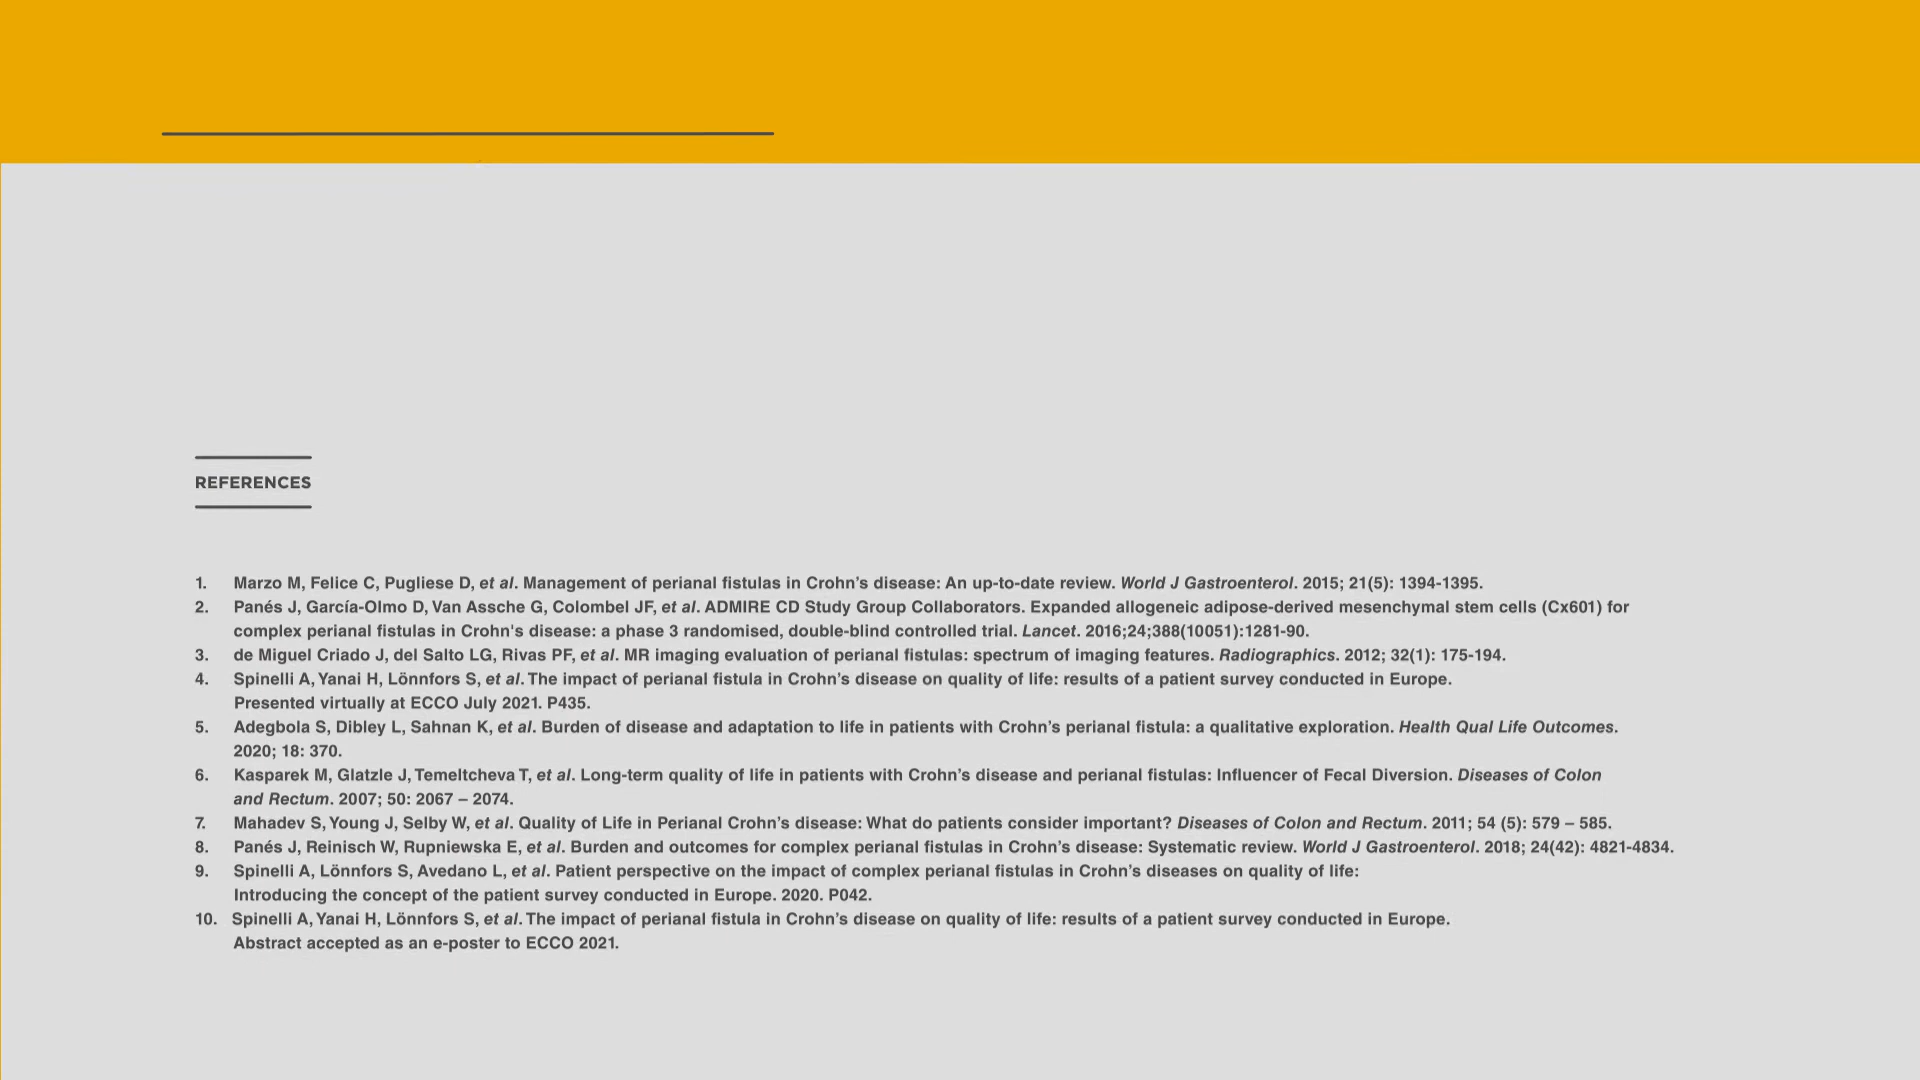 REFERENCES
1. Marzo M, Felice C, Pugliese D, et al. Management of perianal fistulas in Crohn’s disease: An up-to-date review. World J Gastroenterol. 2015; 21(5): 1394-1395.
2. Panés J, García-Olmo D, Van Assche G, Colombel JF, et al. ADMIRE CD Study Group Collaborators. Expanded allogeneic adipose-derived mesenchymal stem cells (Cx601) for
complex perianal fistulas in Crohn's disease: a phase 3 randomised, double-blind controlled trial. Lancet. 2016;24;388(10051):1281-90.
3. de Miguel Criado J, del Salto LG, Rivas PF, et al. MR imaging evaluation of perianal fistulas: spectrum of imaging features. Radiographics. 2012; 32(1): 175-194.
4. Spinelli A, Yanai H, Lönnfors S, et al. The impact of perianal fistula in Crohn’s disease on quality of life: results of a patient survey conducted in Europe.
Presented virtually at ECCO July 2021. P435.
5. Adegbola S, Dibley L, Sahnan K, et al. Burden of disease and adaptation to life in patients with Crohn’s perianal fistula: a qualitative exploration. Health Qual Life Outcomes.
2020; 18: 370.
6. Kasparek M, Glatzle J, Temeltcheva T, et al. Long-term quality of life in patients with Crohn’s disease and perianal fistulas: Influencer of Fecal Diversion. Diseases of Colon
and Rectum. 2007; 50: 2067 – 2074.
7. Mahadev S, Young J, Selby W, et al. Quality of Life in Perianal Crohn’s disease: What do patients consider important? Diseases of Colon and Rectum. 2011; 54 (5): 579 – 585.
8. Panés J, Reinisch W, Rupniewska E, et al. Burden and outcomes for complex perianal fistulas in Crohn’s disease: Systematic review. World J Gastroenterol. 2018; 24(42): 4821-4834.
9. Spinelli A, Lönnfors S, Avedano L, et al. Patient perspective on the impact of complex perianal fistulas in Crohn’s diseases on quality of life:
Introducing the concept of the patient survey conducted in Europe. 2020. P042.
10. Spinelli A, Yanai H, Lönnfors S, et al. The impact of perianal fistula in Crohn’s disease on quality of life: results of a patient survey conducted in Europe.
Abstract accepted as an e-poster to ECCO 2021.